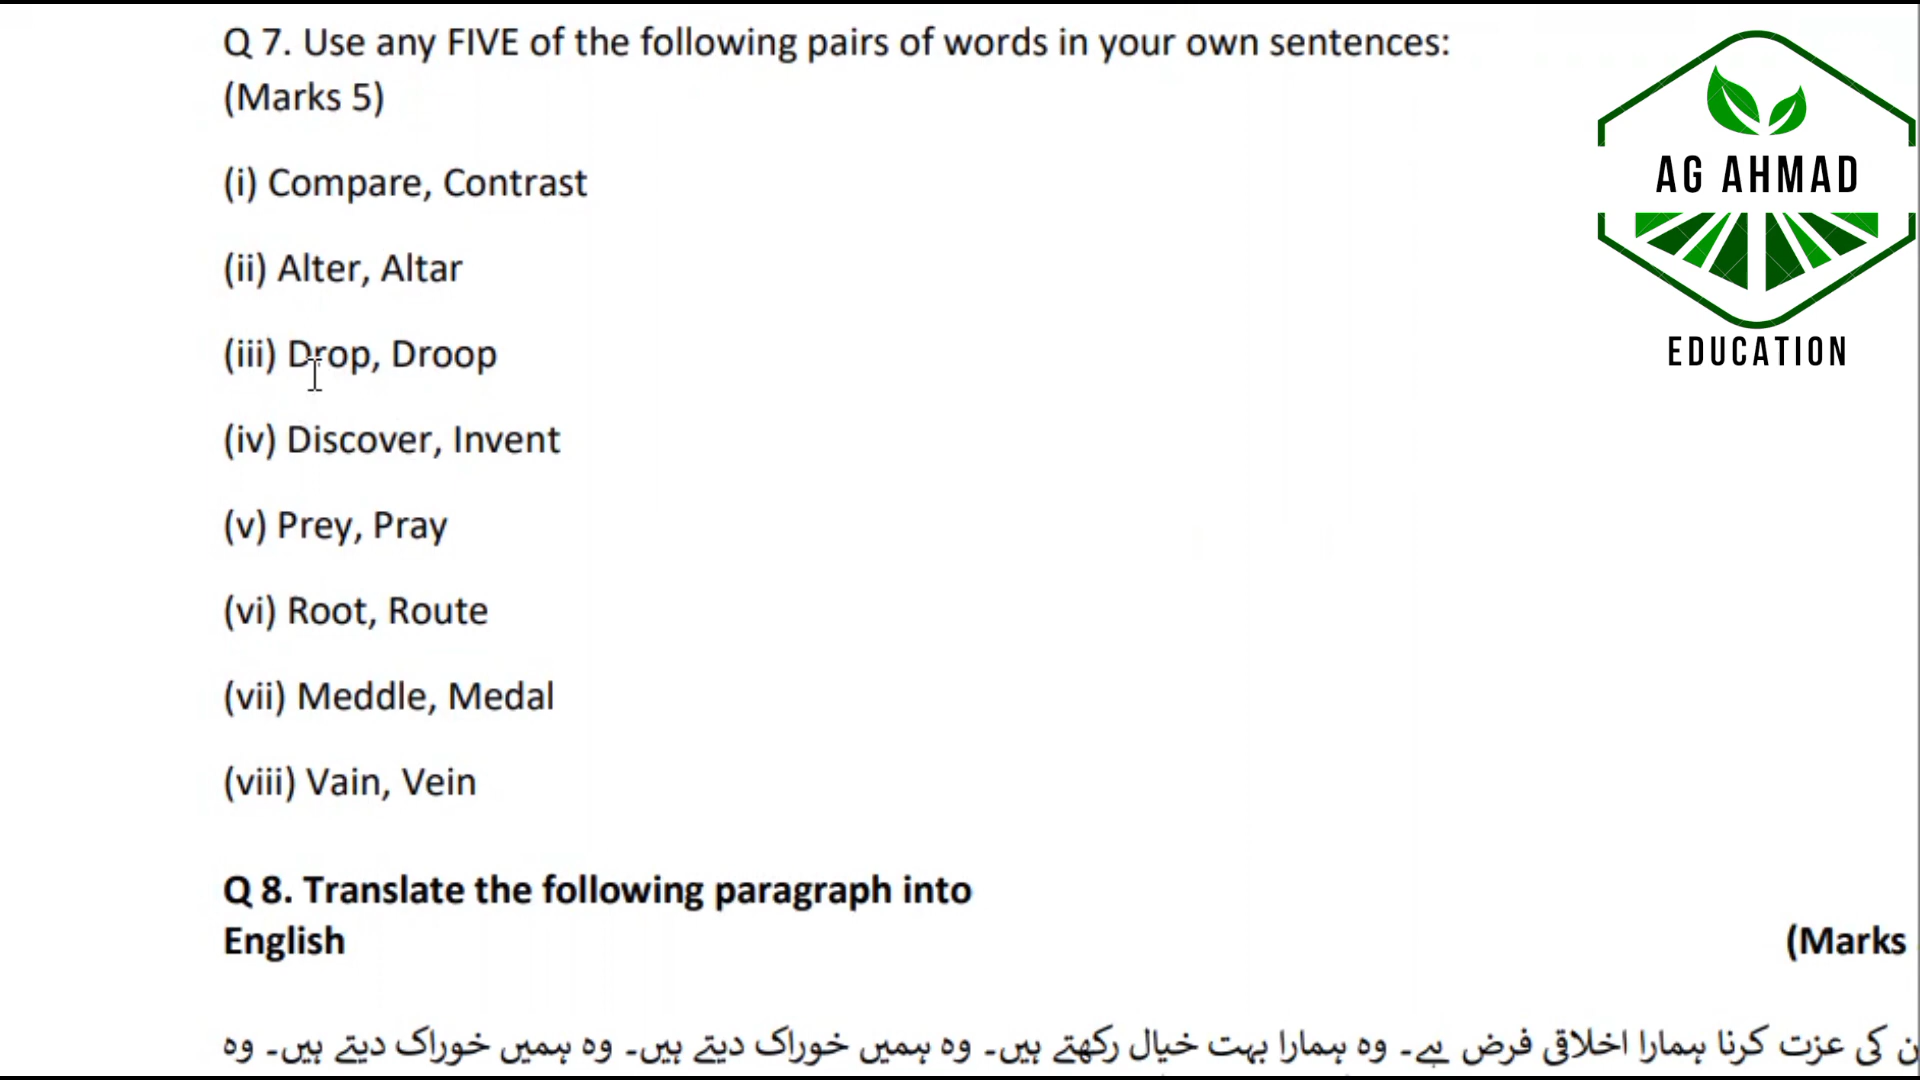 Q 7. Use any FIVE of the following pairs of words in your own sentences:
(Marks 5)
(i) Compare, Contrast
(ii) Alter, Altar
(iii) Drop, Droop
(iv) Discover, Invent
(v) Prey, Pray
(vi) Root, Route
(vii) Meddle, Medal
(viii) Vain, Vein
AG AHMAD
EDUCATION
Q 8. Translate the following paragraph into
English (Marks
کی عزت کرنا ہمارا اخلاقی فرض ہے۔ وہ ہمارا بہت خیال رکھتے ہیں۔ وہ ہمیں خوراک دیتے ہیں۔ وہ ہمیں خوراک دیتے ہیں۔ وہ